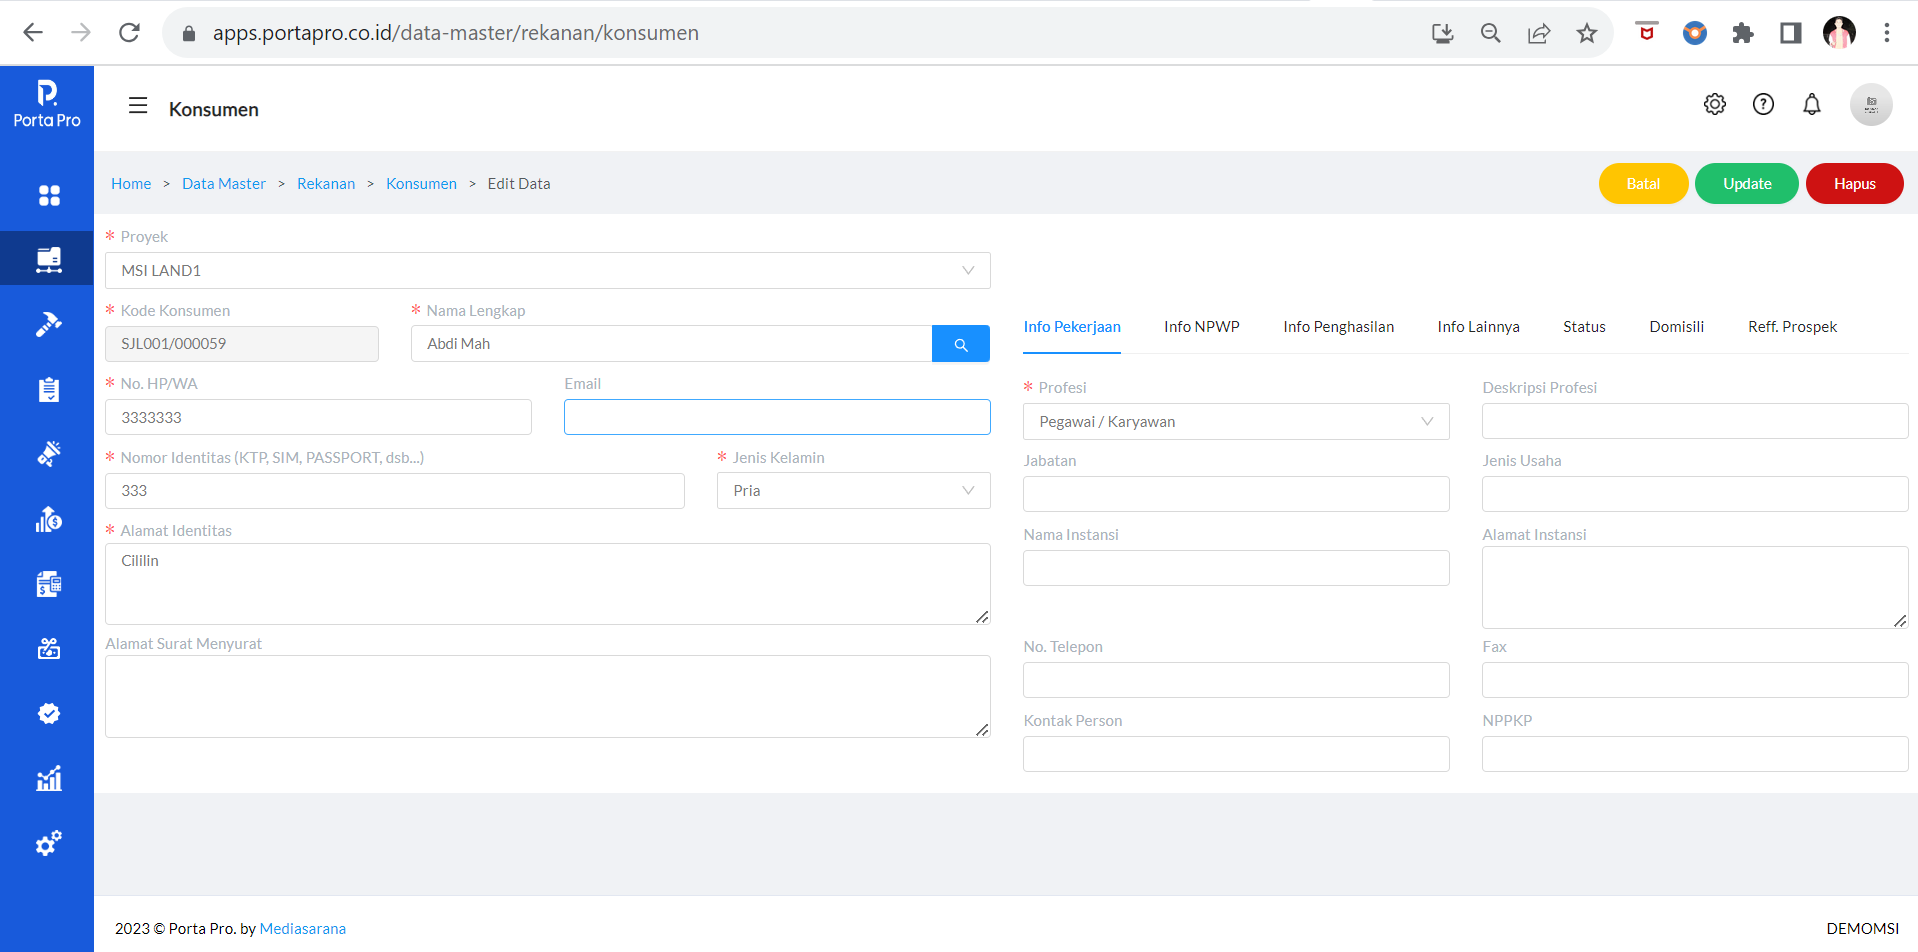 apps.portapro.co.id/data-master/rekanan/konsumen
Porta Pro
Konsumen
Home > Data Master > Rekanan > Konsumen > Edit Data
Batal
Update
Hapus
* Proyek
MSI LAND1
* Kode Konsumen
* Nama Lengkap
SJL001/000059
Abdi Mah
* No. HP/WA
Email
3333333
* Nomor Identitas (KTP, SIM, PASSPORT, dsb...)
* Jenis Kelamin
333
Pria
* Alamat Identitas
Cililin
Alamat Surat Menyurat
Info Pekerjaan
Info NPWP
Info Penghasilan
Info Lainnya
Status
Domisili
Reff. Prospek
* Profesi
Deskripsi Profesi
Pegawai / Karyawan
Jabatan
Jenis Usaha
Nama Instansi
Alamat Instansi
No. Telepon
Fax
Kontak Person
NPPKP
2023 © Porta Pro. by Mediasarana
DEMOMSI